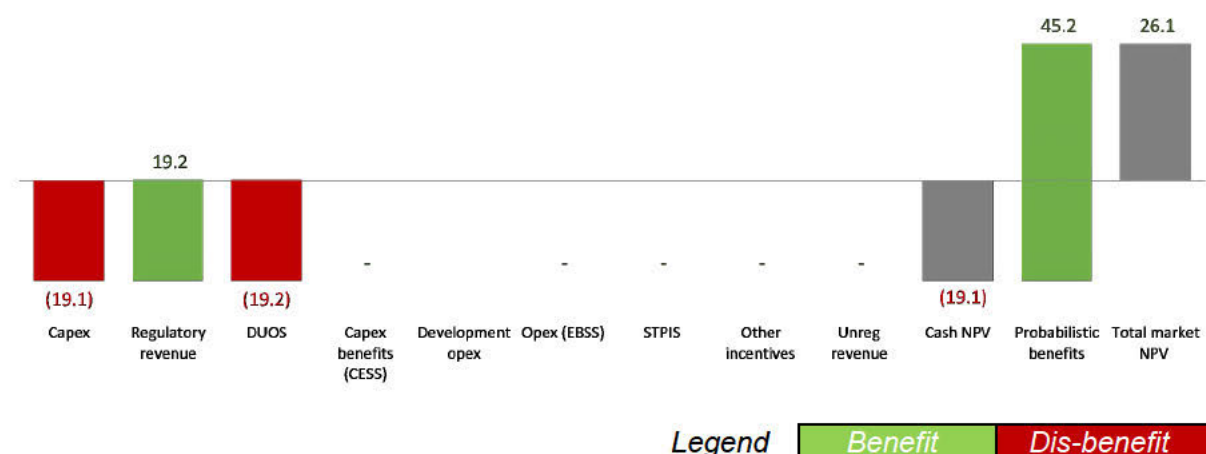 45.2 26.1
19.2
- - - - -
(19.1) (19.2) (19.1)
Capex Regulatory DUOS Capex Development Opex (EBSS) STPIS Other Unreg Cash NPV Probabilistic Total market
revenue benefits opex incentives revenue benefits NPV
(CESS)
Legend Benefit Dis-benefit